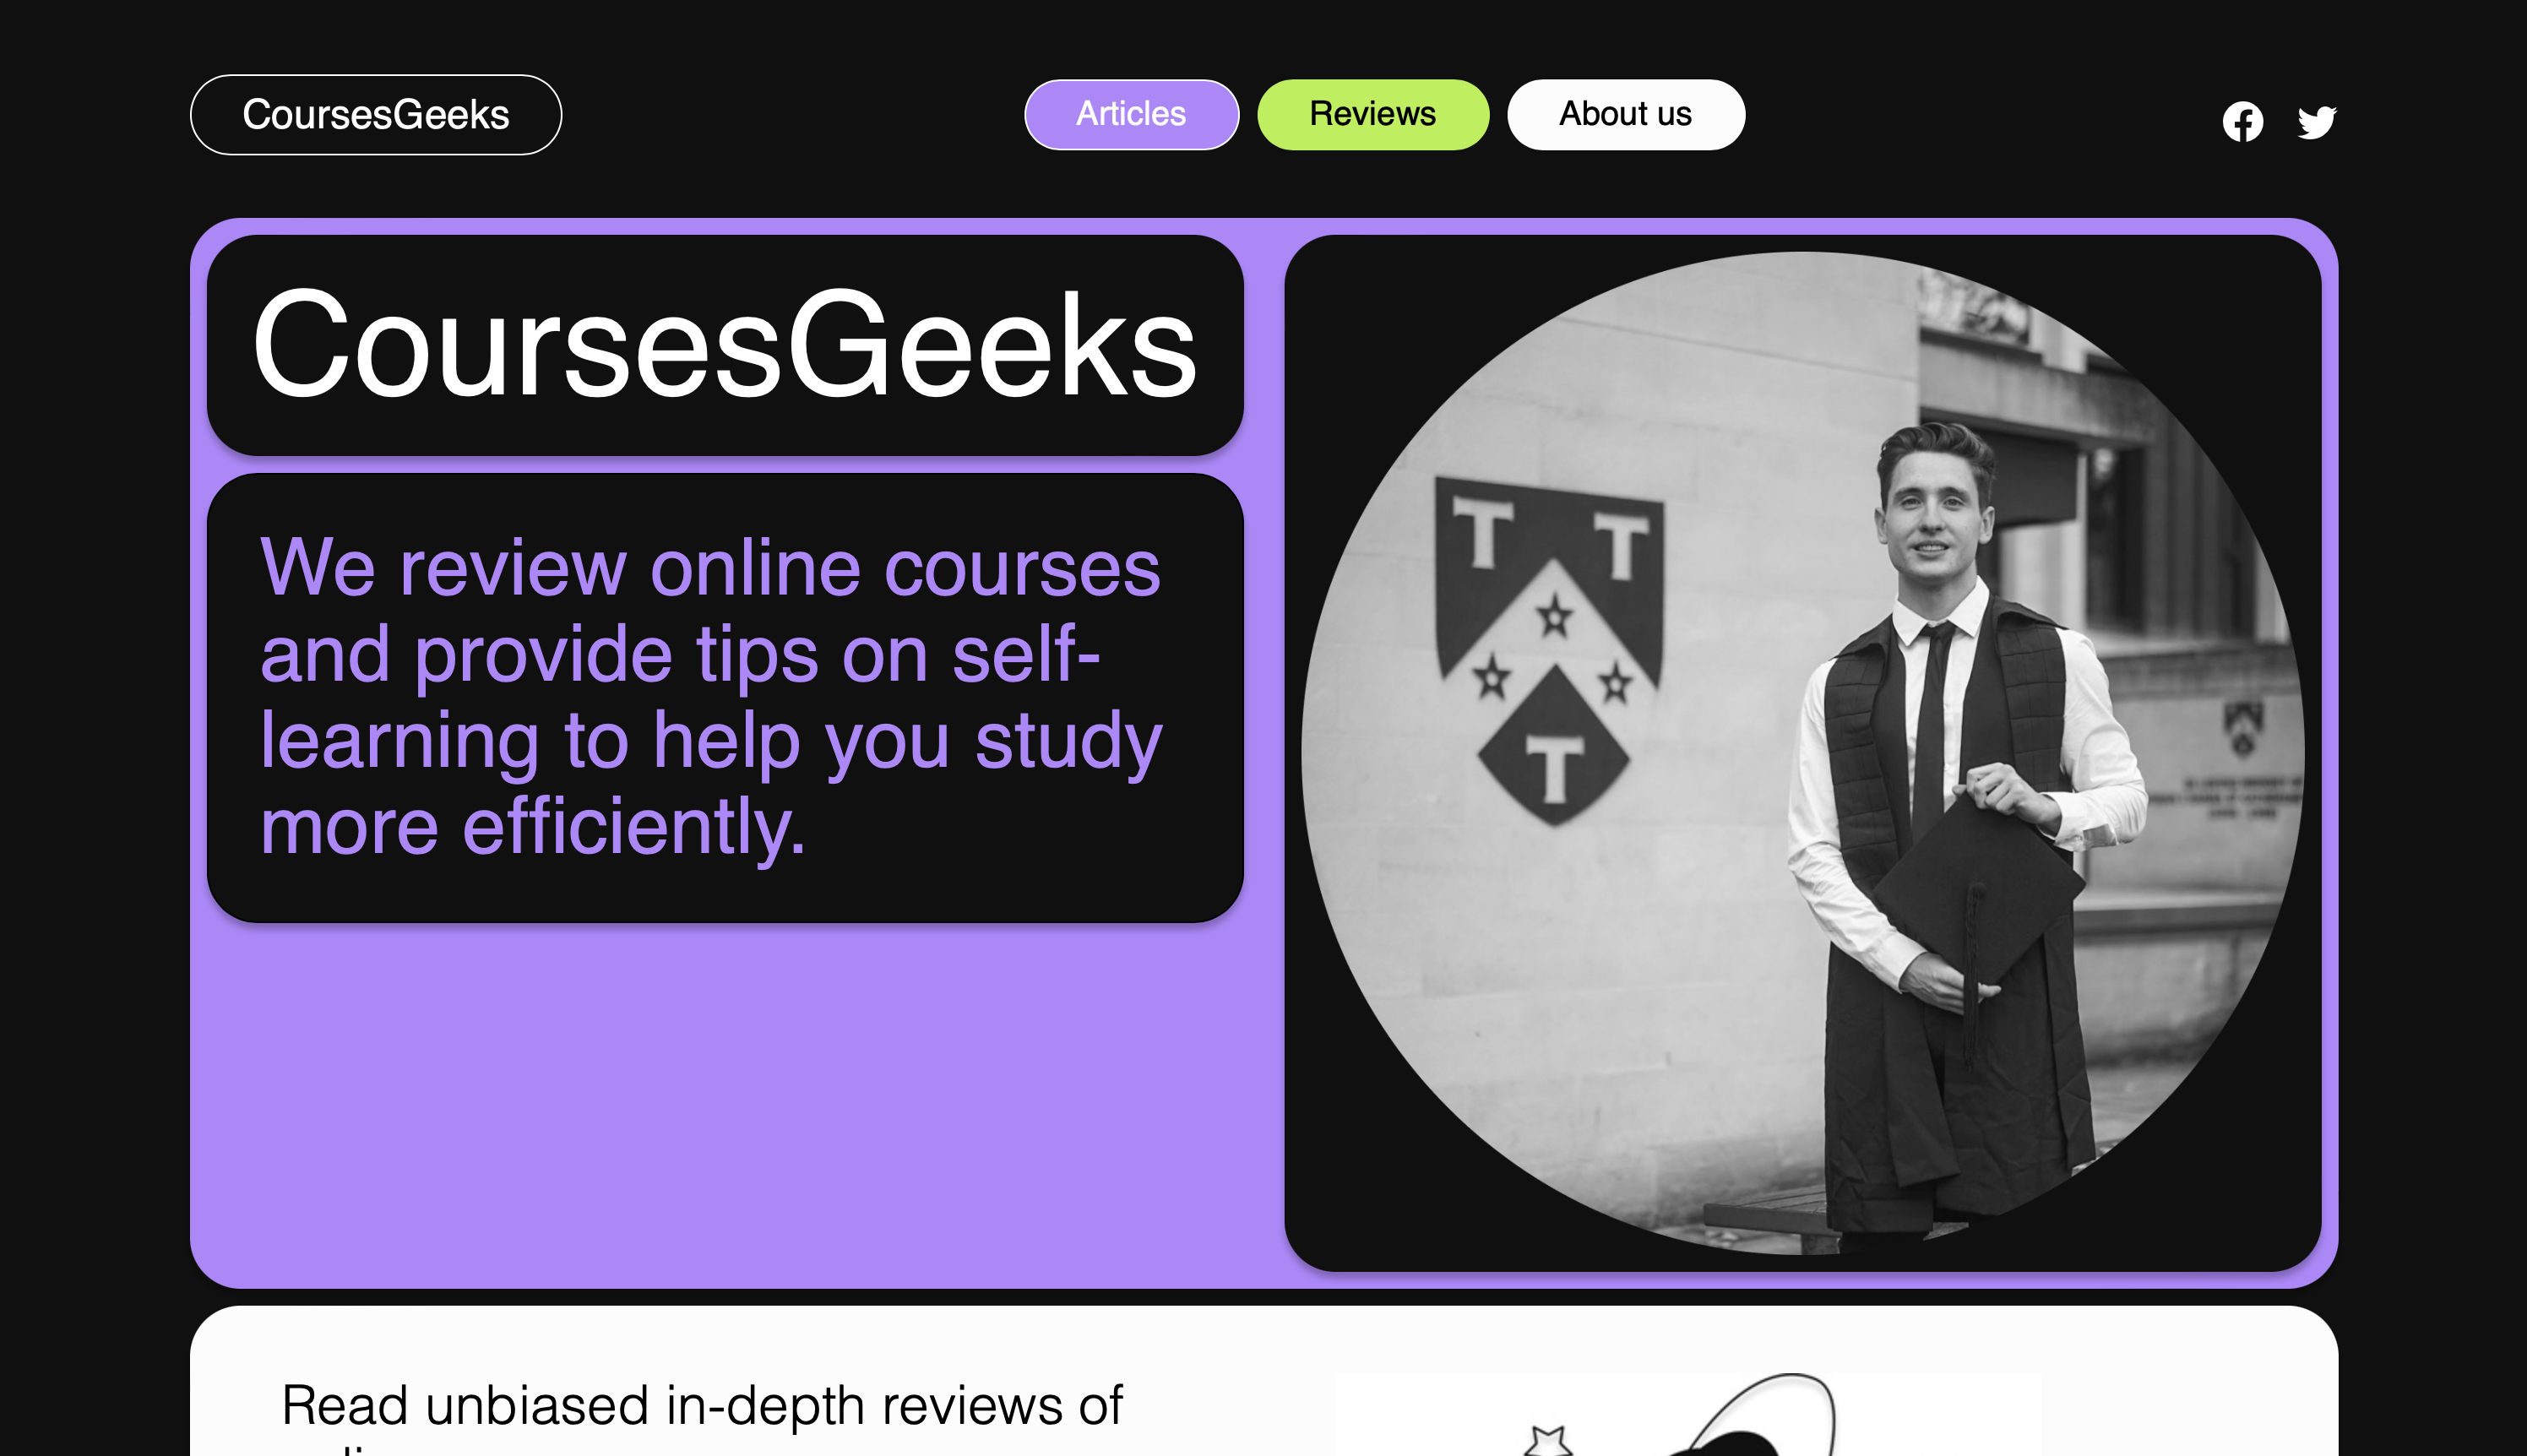 CoursesGeeks
Articles
Reviews
About us
CoursesGeeks
We review online courses
and provide tips on self-
learning to help you study
more efficiently.
T T
T
Read unbiased in-depth reviews of